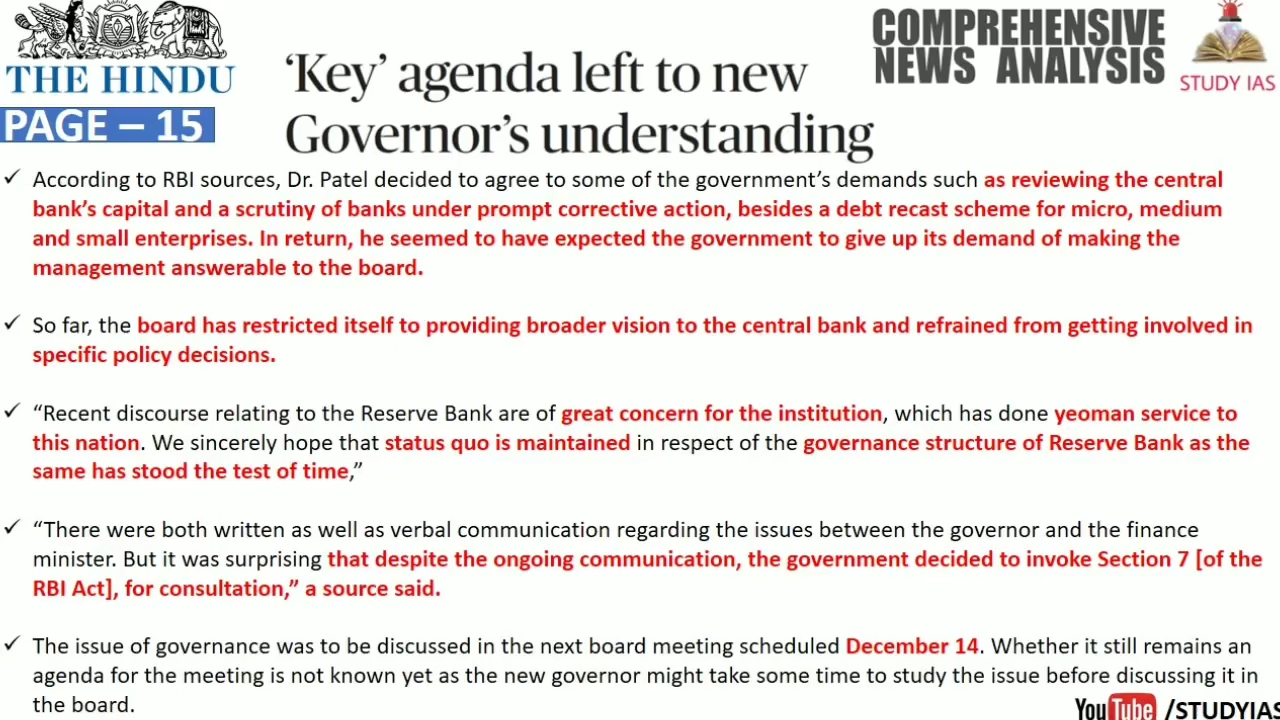 THE HINDU
PAGE – 15
‘Key’ agenda left to new
Governor’s understanding
COMPREHENSIVE
NEWS ANALYSIS
STUDY IAS
✓ According to RBI sources, Dr. Patel decided to agree to some of the government’s demands such as reviewing the central
bank’s capital and a scrutiny of banks under prompt corrective action, besides a debt recast scheme for micro, medium
and small enterprises. In return, he seemed to have expected the government to give up its demand of making the
management answerable to the board.
✓ So far, the board has restricted itself to providing broader vision to the central bank and refrained from getting involved in
specific policy decisions.
✓ “Recent discourse relating to the Reserve Bank are of great concern for the institution, which has done yeoman service to
this nation. We sincerely hope that status quo is maintained in respect of the governance structure of Reserve Bank as the
same has stood the test of time,”
✓ “There were both written as well as verbal communication regarding the issues between the governor and the finance
minister. But it was surprising that despite the ongoing communication, the government decided to invoke Section 7 [of the
RBI Act], for consultation,” a source said.
✓ The issue of governance was to be discussed in the next board meeting scheduled December 14. Whether it still remains an
agenda for the meeting is not known yet as the new governor might take some time to study the issue before discussing it in
the board.
YouTube /STUDYIAS